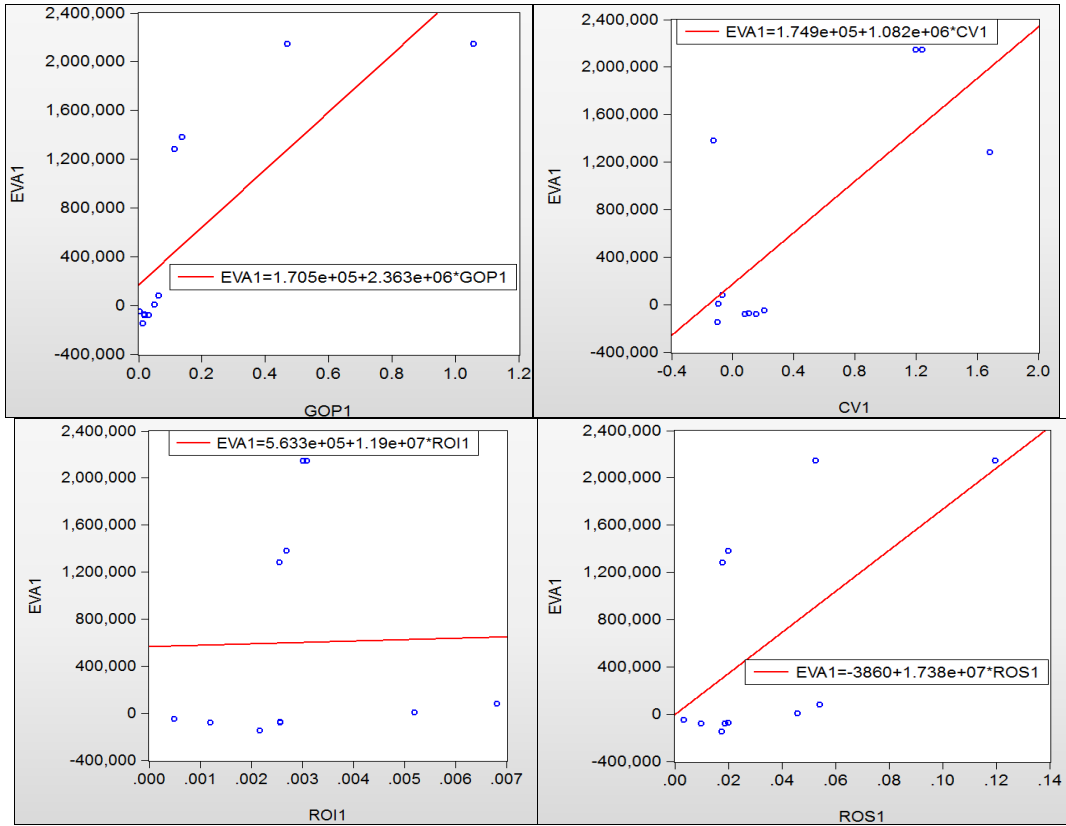 2,400,000
2,000,000
1,600,000
1,200,000
800,000
400,000
0
-400,000
EVA1
EVA1=1.705e+05+2.363e+06*GOP1
0.0 0.2 0.4 0.6 0.8 1.0 1.2
GOP1
2,400,000
2,000,000
1,600,000
1,200,000
800,000
400,000
0
-400,000
EVA1
EVA1=1.749e+05+1.082e+06*CV1
-0.4 0.0 0.4 0.8 1.2 1.6 2.0
CV1
2,400,000
2,000,000
1,600,000
1,200,000
800,000
400,000
0
-400,000
EVA1
EVA1=5.633e+05+1.19e+07*ROI1
.000 .001 .002 .003 .004 .005 .006 .007
ROI1
2,400,000
2,000,000
1,600,000
1,200,000
800,000
400,000
0
-400,000
EVA1
EVA1=-3860+1.738e+07*ROS1
.00 .02 .04 .06 .08 .10 .12 .14
ROS1